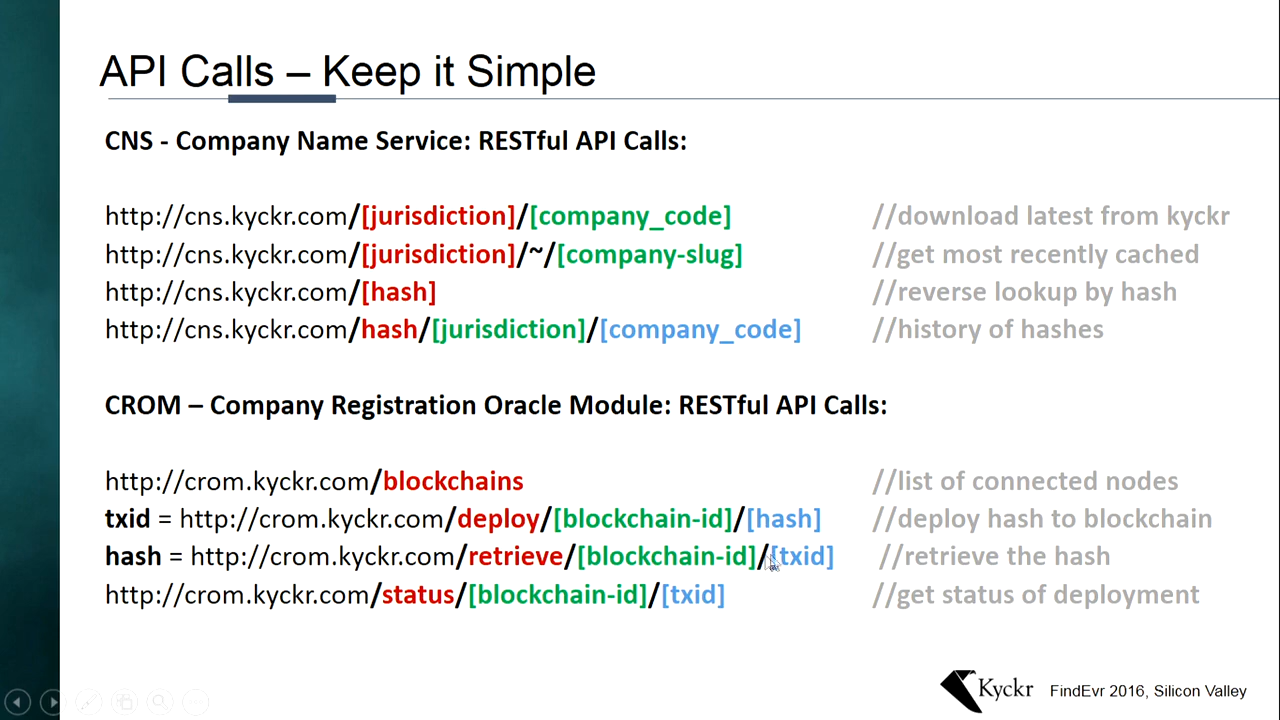 API Calls – Keep it Simple
CNS - Company Name Service: RESTful API Calls:
http://cns.kyckr.com/[jurisdiction]/[company_code] //download latest from kyckr
http://cns.kyckr.com/[jurisdiction]/~/[company-slug] //get most recently cached
http://cns.kyckr.com/[hash] //reverse lookup by hash
http://cns.kyckr.com/hash/[jurisdiction]/[company_code] //history of hashes
CROM – Company Registration Oracle Module: RESTful API Calls:
http://crom.kyckr.com/blockchains //list of connected nodes
txid = http://crom.kyckr.com/deploy/[blockchain-id]/[hash] //deploy hash to blockchain
hash = http://crom.kyckr.com/retrieve/[blockchain-id]/[txid] //retrieve the hash
http://crom.kyckr.com/status/[blockchain-id]/[txid] //get status of deployment
Kyckr FindEvr 2016, Silicon Valley